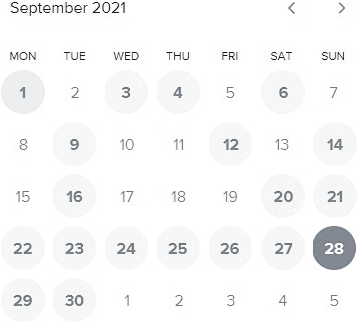 September 2021
MON TUE WED THU FRI SAT SUN
1 2 3 4 5 6 7
8 9 10 11 12 13 14
15 16 17 18 19 20 21
22 23 24 25 26 27 28
29 30 1 2 3 4 5